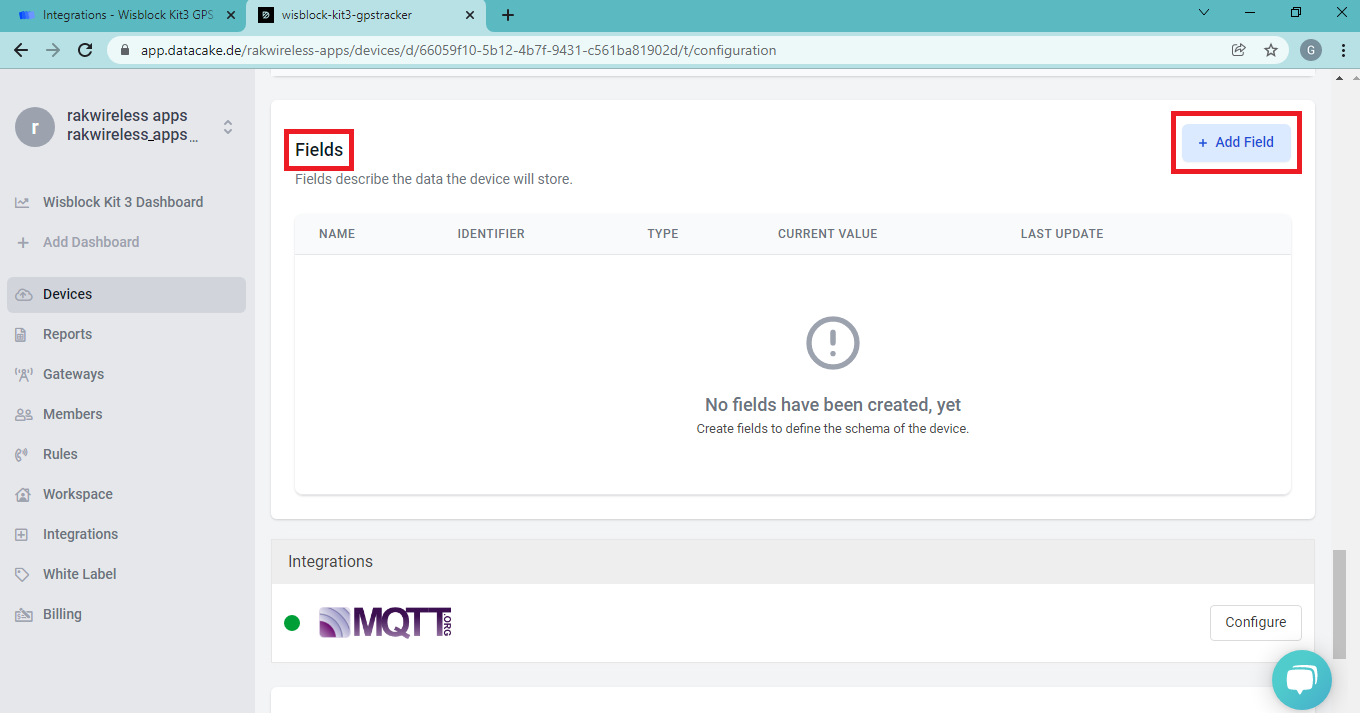 Integrations - Wisblock Kit3 GPS
wisblock-kit3-gpstracker
app.datacake.de/rakwireless-apps/devices/d/66059f10-5b12-4b7f-9431-c561ba81902d/t/configuration
G
r
rakwireless apps
rakwireless_apps_...
Wisblock Kit 3 Dashboard
Add Dashboard
Devices
Reports
Gateways
Members
Rules
Workspace
Integrations
White Label
Billing
Fields
+ Add Field
Fields describe the data the device will store.
NAME IDENTIFIER TYPE CURRENT VALUE LAST UPDATE
No fields have been created, yet
Create fields to define the schema of the device.
Integrations
MQTT.ORG
Configure